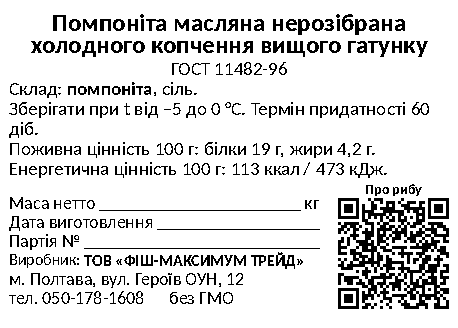 Помпоніта масляна нерозібрана
холодного копчення вищого гатунку
ГОСТ 11482-96
Склад: помпоніта, сіль.
Зберігати при t від –5 до 0 °С. Термін придатності 60
діб.
Поживна цінність 100 г: білки 19 г, жири 4,2 г.
Енергетична цінність 100 г: 113 ккал / 473 кДж.
Про рибу
Маса нетто ________________________ кг
Дата виготовлення ___________________
Партія № ____________________________
Виробник: ТОВ «ФІШ-МАКСИМУМ ТРЕЙД»
м. Полтава, вул. Героїв ОУН, 12
тел. 050-178-1608 без ГМО